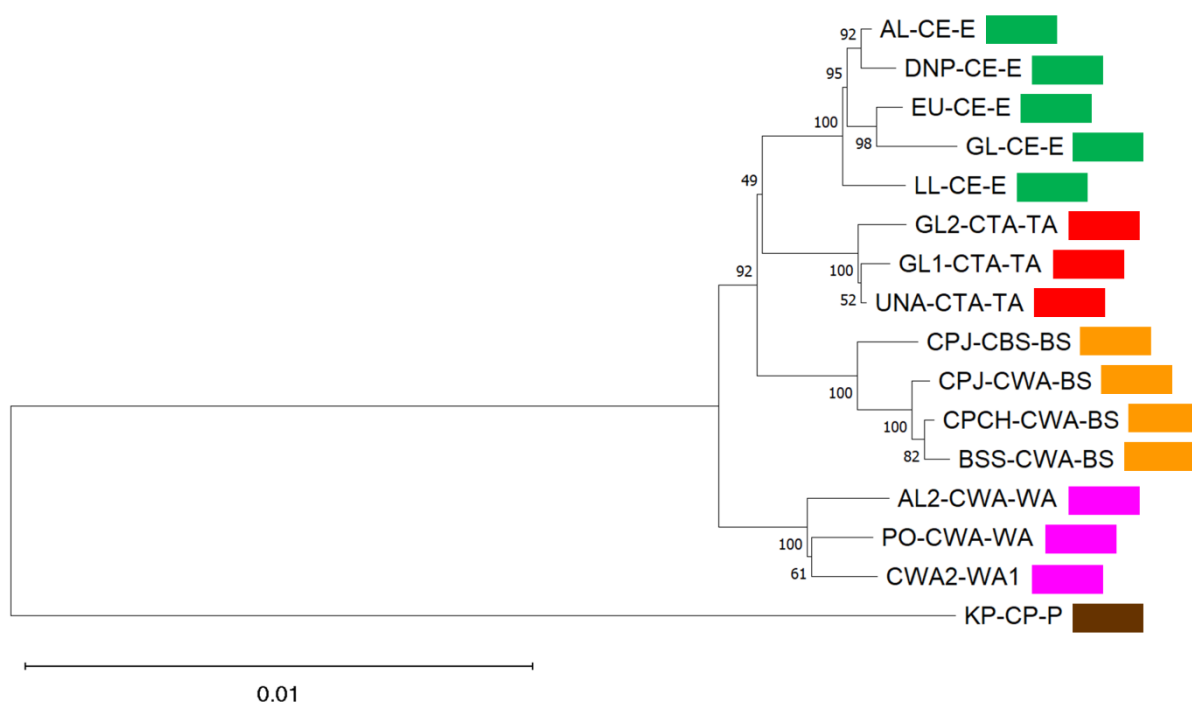 92
AL-CE-E
DNP-CE-E
95
EU-CE-E
100
98
GL-CE-E
49
LL-CE-E
GL2-CTA-TA
92
100
GL1-CTA-TA
52
UNA-CTA-TA
CPJ-CBS-BS
100
CPJ-CWA-BS
100
CPCH-CWA-BS
82
BSS-CWA-BS
AL2-CWA-WA
100
PO-CWA-WA
61
CWA2-WA1
KP-CP-P
0.01